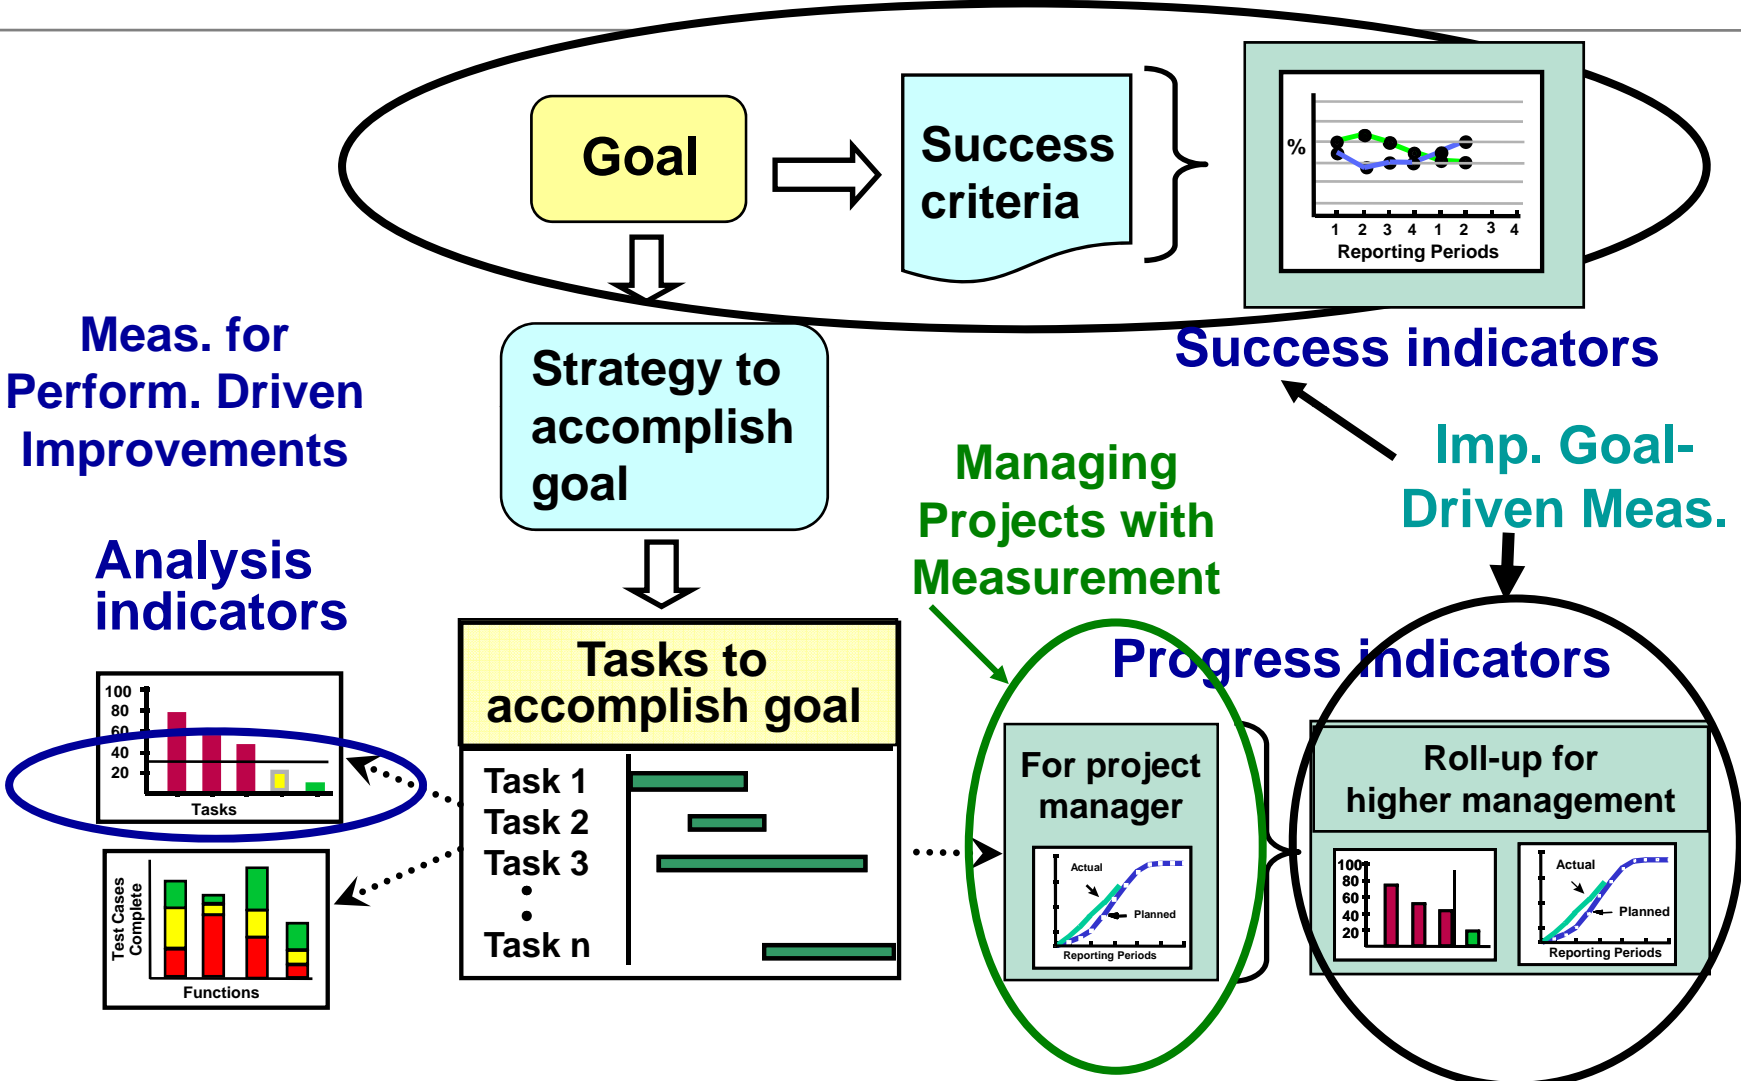 Goal
Success
criteria
%
1 2 3 4 1 2 3 4
Reporting Periods
Success indicators
Meas. for
Perform. Driven
Improvements
Strategy to
accomplish
goal
Imp. Goal-
Driven Meas.
Managing
Projects with
Measurement
Analysis
indicators
Progress indicators
100
80
60
40
20
Tasks
Test Cases
Complete
Functions
Tasks to
accomplish goal
Task 1
Task 2
Task 3
Task n
For project
manager
Actual
Planned
Reporting Periods
Roll-up for
higher management
100
80
60
40
20
Actual
Planned
Reporting Periods